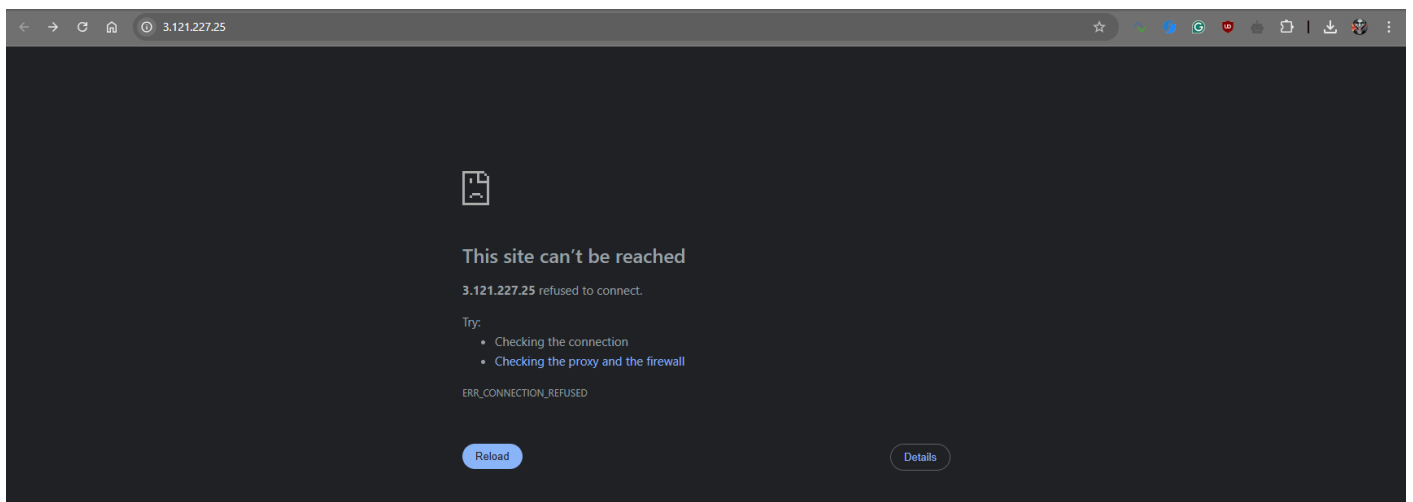 3.121.227.25
This site can’t be reached
3.121.227.25 refused to connect.
Try:
• Checking the connection
• Checking the proxy and the firewall
ERR_CONNECTION_REFUSED
Reload
Details